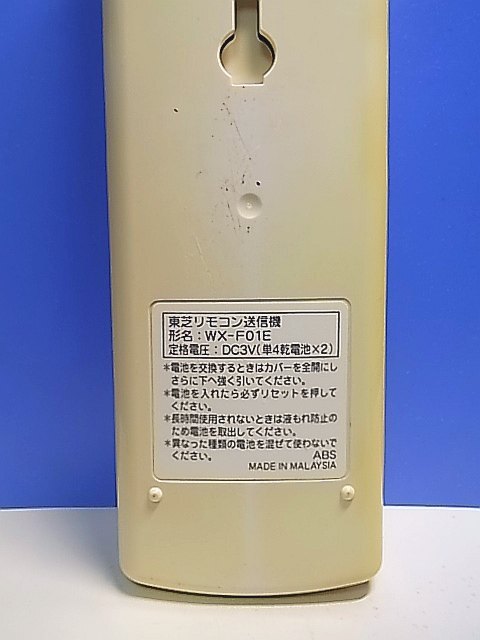 東芝リモコン送信機
形名：WX-F01E
定格電圧：DC3V(単4乾電池×2)
*電池を交換するときはカバーを全開にし
さらに下へ強く引いてください。
*電池を入れたら必ずリセットを押して
ください。
*長時間使用されないときは液もれ防止の
ため電池を取出してください。
*異なった種類の電池を混ぜて使わないで
ください。
ABS
MADE IN MALAYSIA